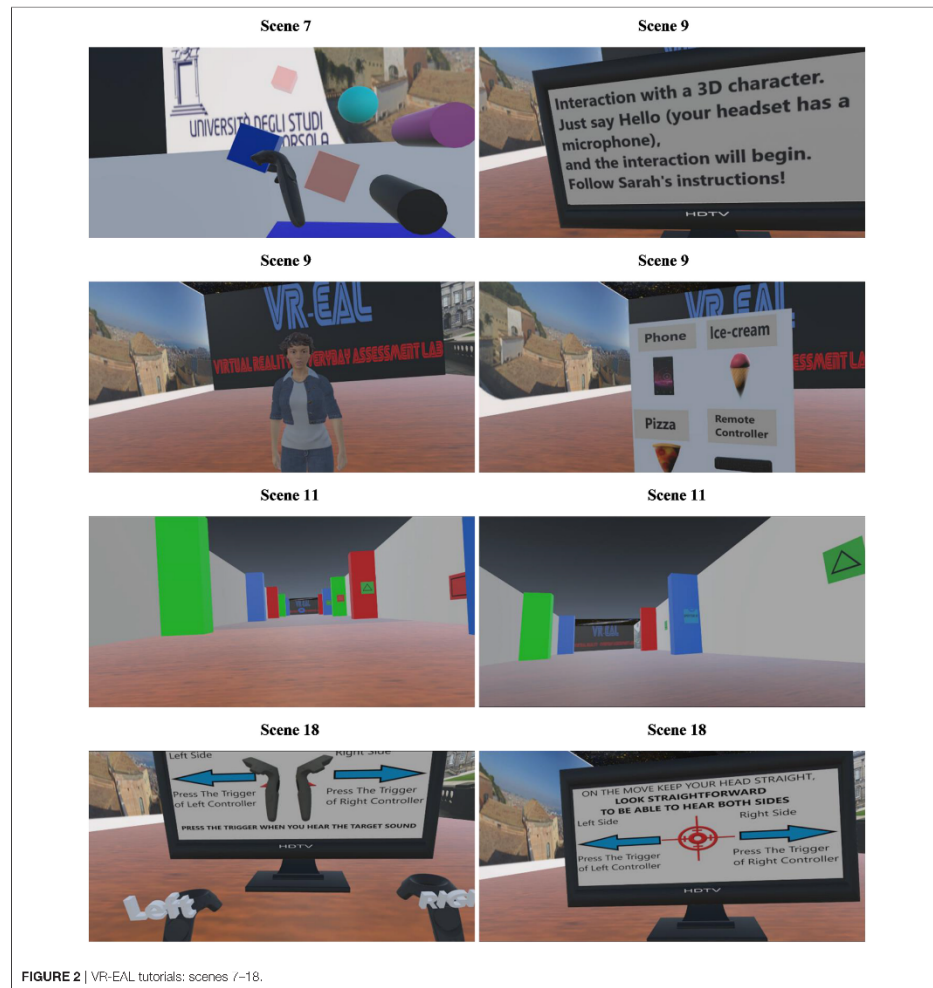 Scene 7
UNIVERSITÀ DEGLI STUDI
ORSOLA
Scene 9
Interaction with a 3D character.
Just say Hello (your headset has a
microphone),
and the interaction will begin.
Follow Sarah's instructions!
HDTV
Scene 9
VR-EAL
VIRTUAL REALITY EVERYDAY ASSESSMENT LAB
Scene 9
VR-EAL
ESSMENT LAB
Phone
Ice-cream
Pizza
Remote
Controller
Scene 11
VR-EAL
Scene 11
VR-EAL
Scene 18
Left Side
Right Side
Press The Trigger
of Left Controller
Press The Trigger
of Right Controller
PRESS THE TRIGGER WHEN YOU HEAR THE TARGET SOUND
HDTV
Left
Scene 18
ON THE MOVE KEEP YOUR HEAD STRAIGHT,
LOOK STRAIGHTFORWARD
TO BE ABLE TO HEAR BOTH SIDES
Left Side
Right Side
Press The Trigger
of Left Controller
Press The Trigger
of Right Controller
HDTV
FIGURE 2 | VR-EAL tutorials: scenes 7–18.